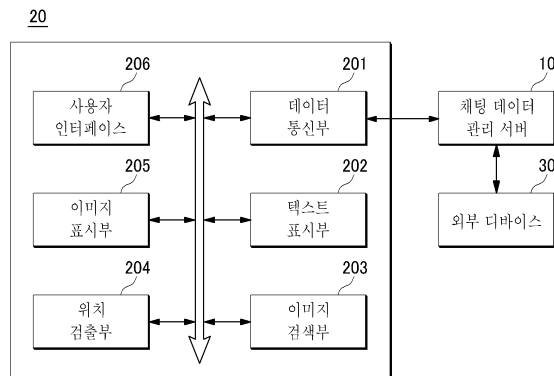 20
206
사용자
인터페이스
201
데이터
통신부
10
채팅 데이터
관리 서버
205
이미지
표시부
202
텍스트
표시부
30
외부 디바이스
204
위치
검출부
203
이미지
검색부